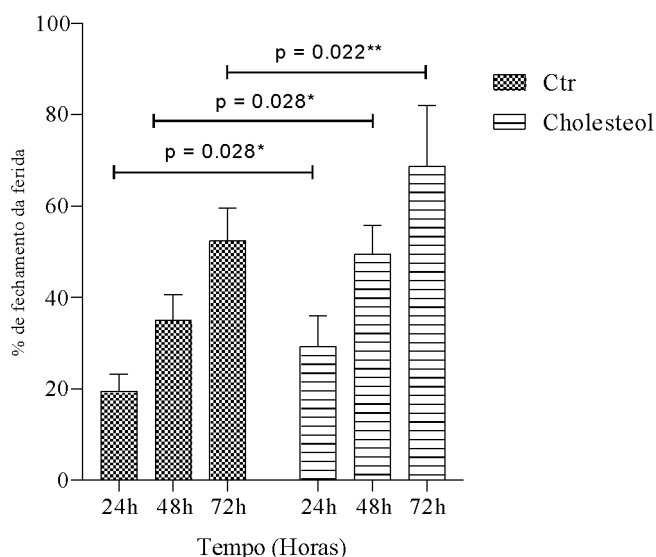 100
80
60
40
20
0
% de fechamento da ferida
p = 0.022**
p = 0.028*
p = 0.028*
Ctr
Cholesteol
24h 48h 72h 24h 48h 72h
Tempo (Horas)